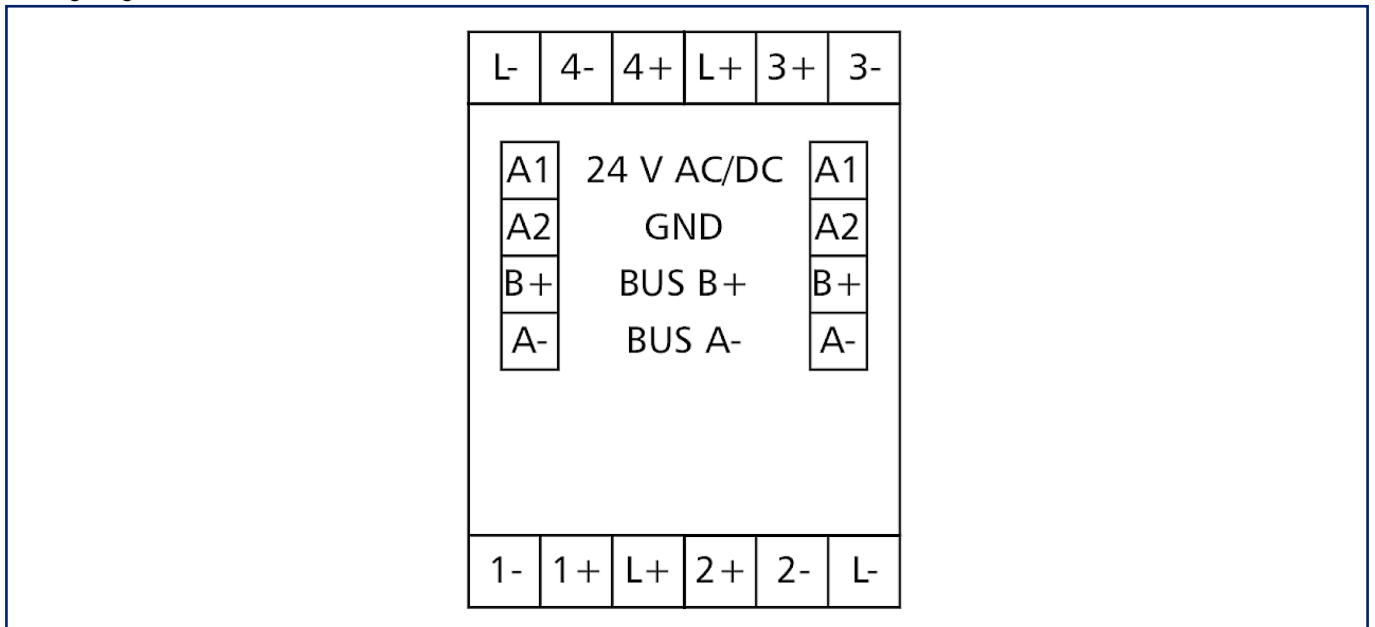 L- 4- 4+ L+ 3+ 3-
A1 24 V AC/DC A1
A2 GND A2
B+ BUS B+ B+
A- BUS A- A-
1- 1+ L+ 2+ 2- L-